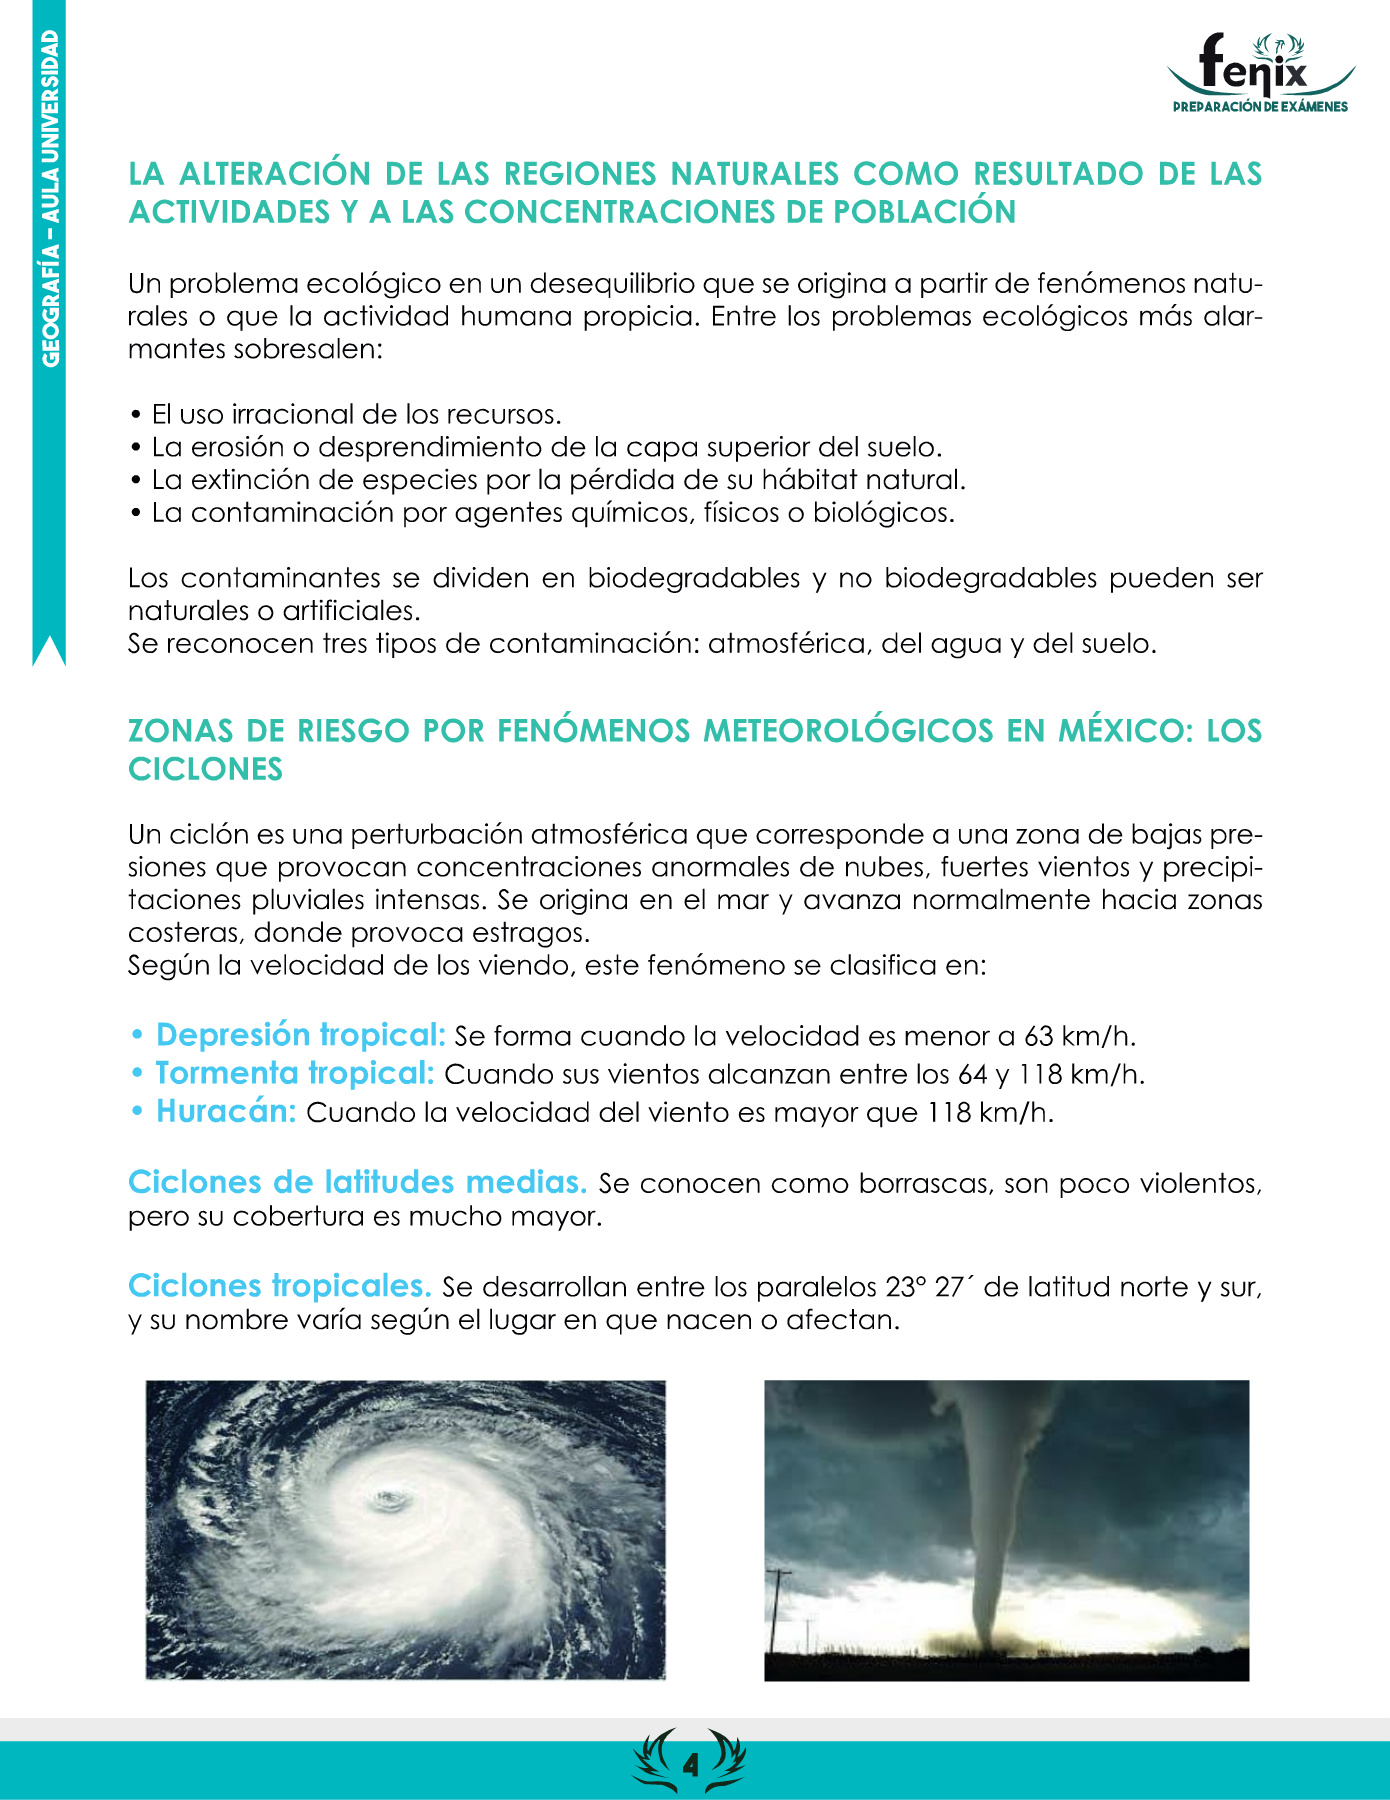 GEOGRAFÍA – AULA UNIVERSIDAD
fenix
PREPARACIÓN DE EXÁMENES
LA ALTERACIÓN DE LAS REGIONES NATURALES COMO RESULTADO DE LAS
ACTIVIDADES Y A LAS CONCENTRACIONES DE POBLACIÓN
Un problema ecológico en un desequilibrio que se origina a partir de fenómenos natu-
rales o que la actividad humana propicia. Entre los problemas ecológicos más alar-
mantes sobresalen:
• El uso irracional de los recursos.
• La erosión o desprendimiento de la capa superior del suelo.
• La extinción de especies por la pérdida de su hábitat natural.
• La contaminación por agentes químicos, físicos o biológicos.
Los contaminantes se dividen en biodegradables y no biodegradables pueden ser
naturales o artificiales.
Se reconocen tres tipos de contaminación: atmosférica, del agua y del suelo.
ZONAS DE RIESGO POR FENÓMENOS METEOROLÓGICOS EN MÉXICO: LOS
CICLONES
Un ciclón es una perturbación atmosférica que corresponde a una zona de bajas pre-
siones que provocan concentraciones anormales de nubes, fuertes vientos y precipi-
taciones pluviales intensas. Se origina en el mar y avanza normalmente hacia zonas
costeras, donde provoca estragos.
Según la velocidad de los viendo, este fenómeno se clasifica en:
• Depresión tropical: Se forma cuando la velocidad es menor a 63 km/h.
• Tormenta tropical: Cuando sus vientos alcanzan entre los 64 y 118 km/h.
• Huracán: Cuando la velocidad del viento es mayor que 118 km/h.
Ciclones de latitudes medias. Se conocen como borrascas, son poco violentos,
pero su cobertura es mucho mayor.
Ciclones tropicales. Se desarrollan entre los paralelos 23° 27´ de latitud norte y sur,
y su nombre varía según el lugar en que nacen o afectan.
4